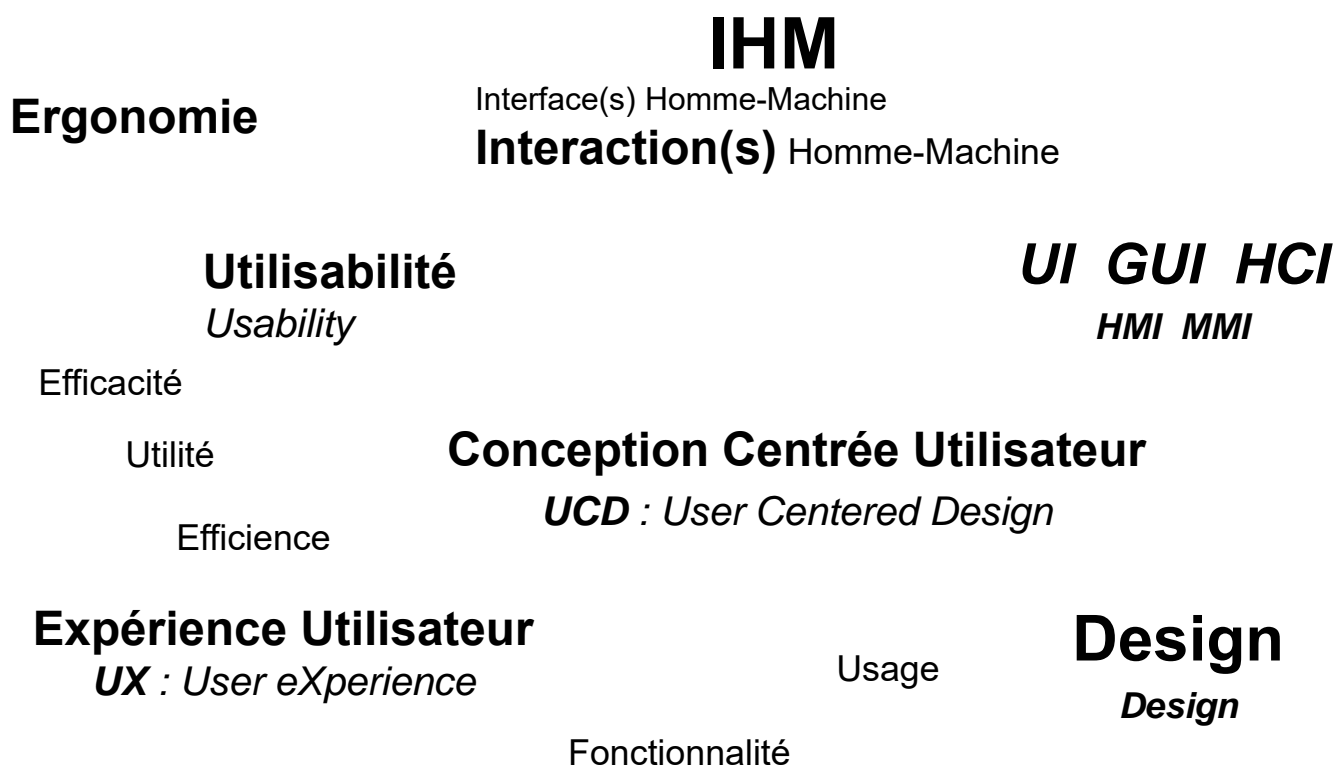 IHM
Ergonomie
Interface(s) Homme-Machine
Interaction(s) Homme-Machine
Utilisabilité
Usability
UI GUI HCI
HMI MMI
Efficacité
Utilité
Conception Centrée Utilisateur
UCD : User Centered Design
Efficience
Expérience Utilisateur
UX : User eXperience
Usage
Design
Design
Fonctionnalité